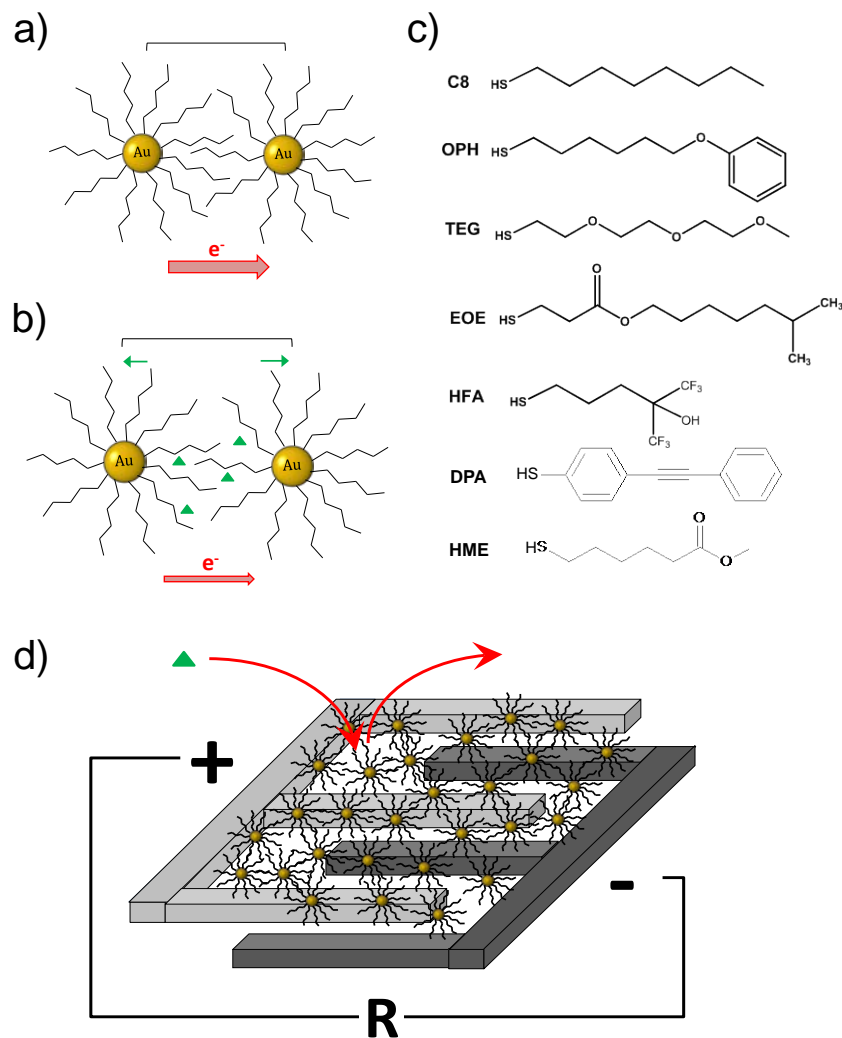 a)
Au
Au
e-
b)
Au
Au
e-
c)
C8
HS
OPH
HS
O
TEG
HS
O
O
O
EOE
HS
O
O
CH₃
CH₃
HFA
HS
CF₃
OH
CF₃
DPA
HS
HME
HS
O
O
d)
+
-
R